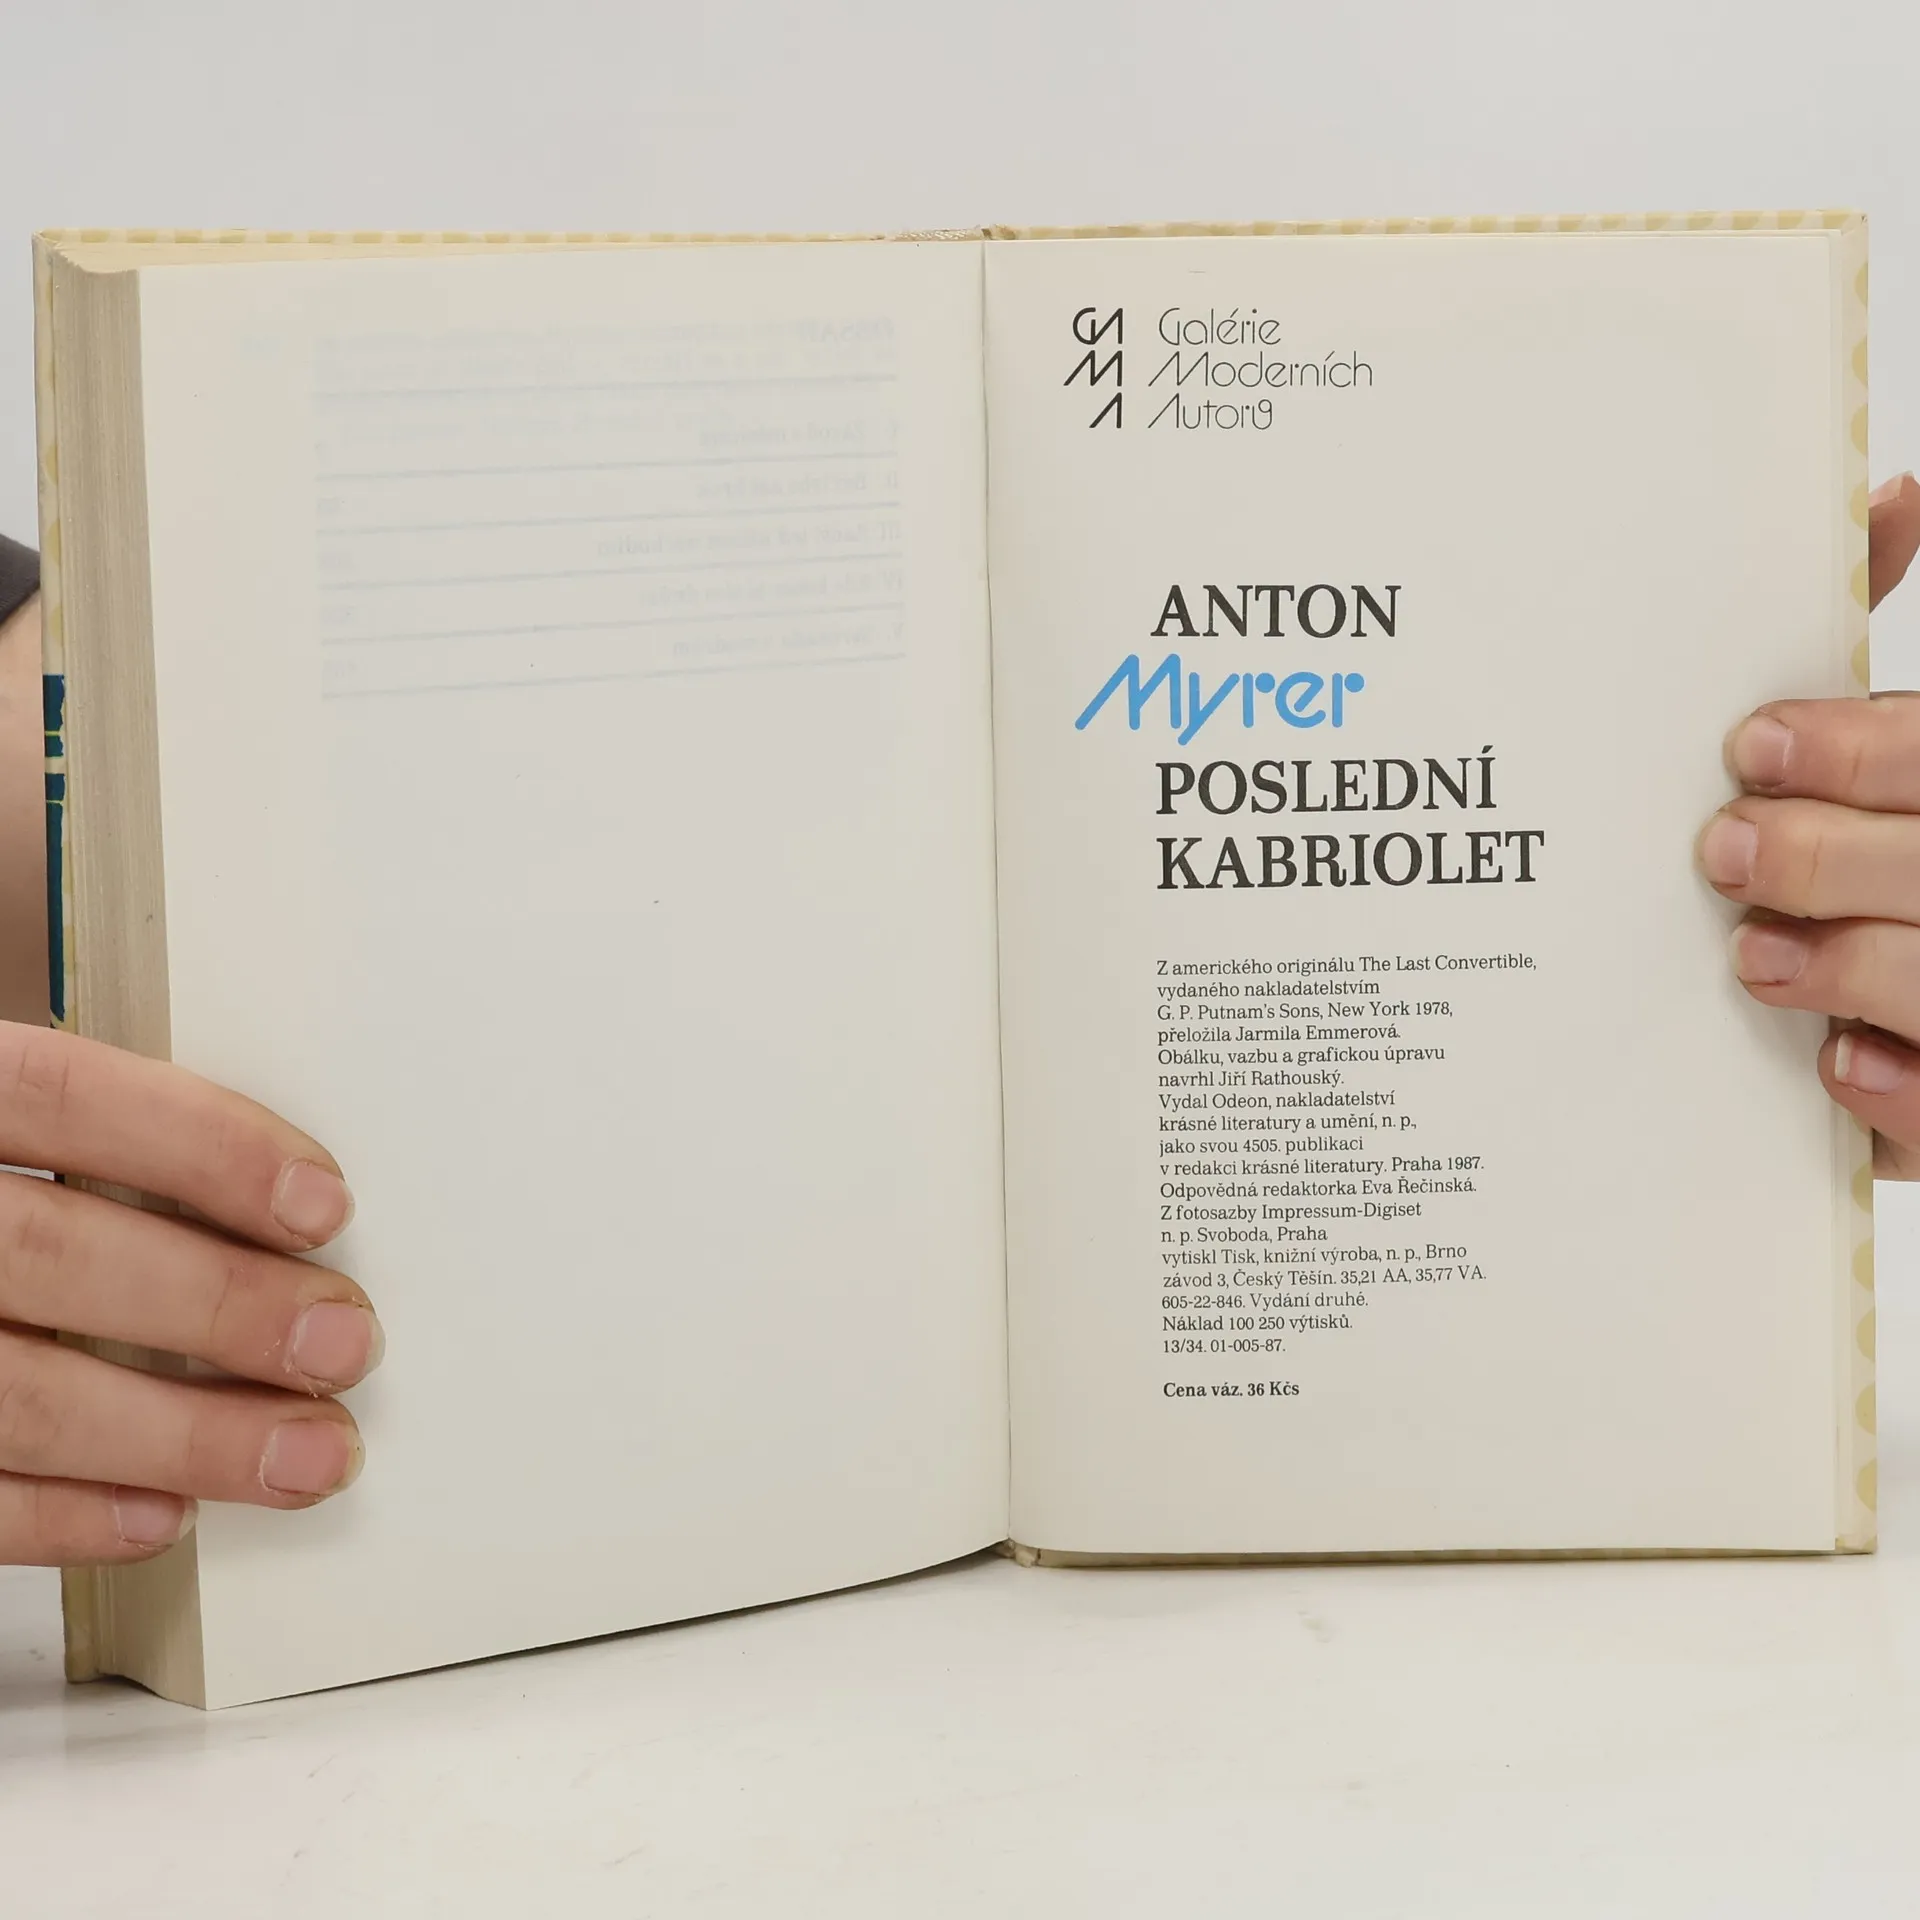 GMA
Galérie
Moderních
Autorů
ANTON
Myrer
POSLEDNÍ
KABRIOLET
Z amerického originálu The Last Convertible,
vydaného nakladatelstvím
G. P. Putnam's Sons, New York 1978,
přeložila Jarmila Emmerová.
Obálku, vazbu a grafickou úpravu
navrhl Jiří Rathouský.
Vydal Odeon, nakladatelství
krásné literatury a umění, n. p.,
jako svou 4505. publikaci
v redakci krásné literatury. Praha 1987.
Odpovědná redaktorka Eva Řečinská.
Z fotosazby Impressum-Digiset
n. p. Svoboda, Praha
vytiskl Tisk, knižní výroba, n. p., Brno
závod 3, Český Těšín. 35,21 AA, 35,77 VA.
605-22-846. Vydání druhé.
Náklad 100 250 výtisků.
13/34. 01-005-87.
Cena váz. 36 Kčs